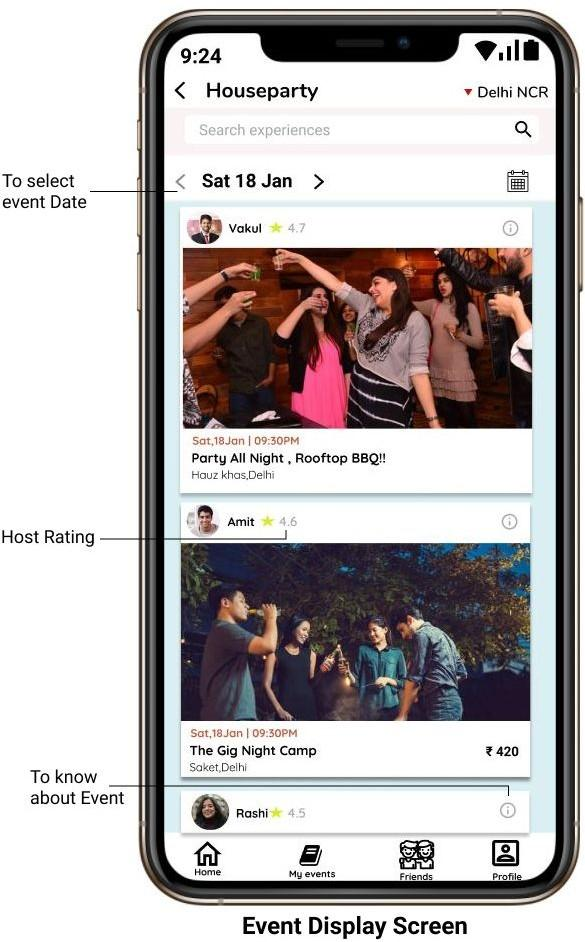 9:24
Houseparty
Delhi NCR
Search experiences
To select
event Date
Sat 18 Jan
Vakul 4.7
Sat,18Jan | 09:30PM
Party All Night , Rooftop BBQ!!
Hauz khas,Delhi
Amit 4.6
Host Rating
Sat,18Jan | 09:30PM
The Gig Night Camp
₹ 420
Saket,Delhi
To know
about Event
Rashi 4.5
Home
My events
Friends
Profile
Event Display Screen